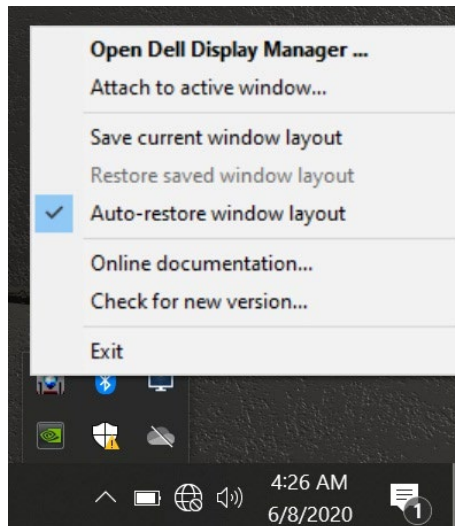 Open Dell Display Manager ...
Attach to active window...
Save current window layout
Restore saved window layout
Auto-restore window layout
Online documentation...
Check for new version...
Exit
4:26 AM
6/8/2020
1